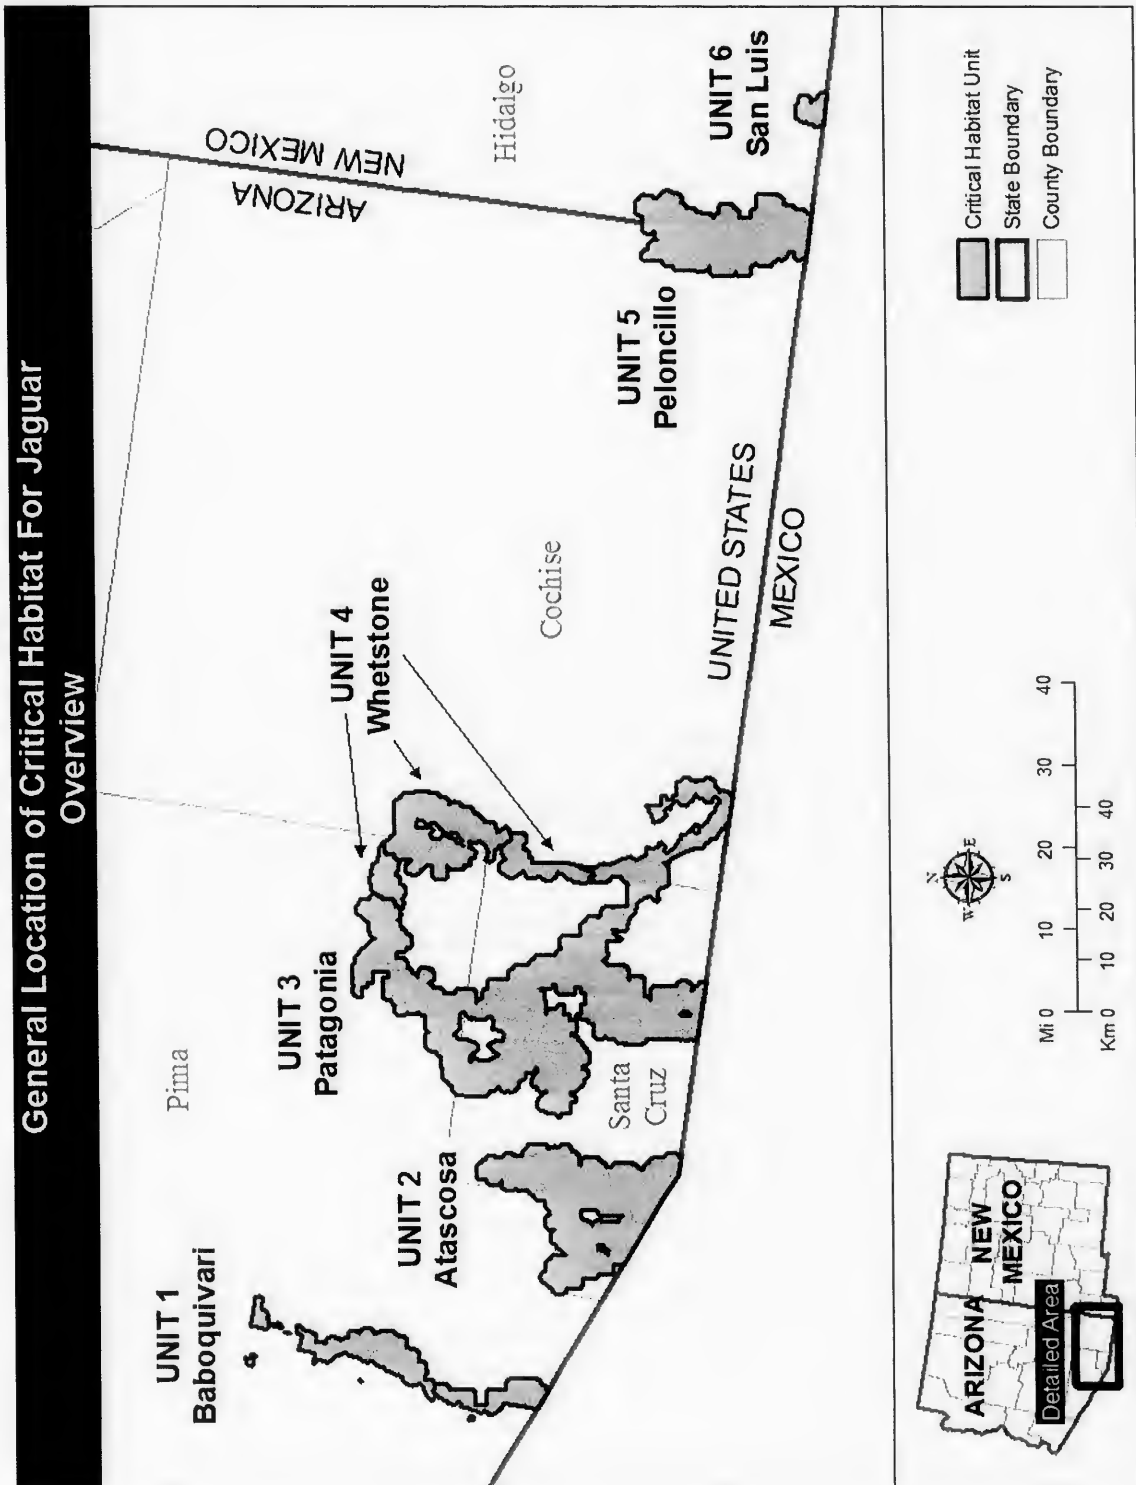 General Location of Critical Habitat For Jaguar
Overview
UNIT 1
Baboquivari
Pima
UNIT 2
Atascosa
UNIT 3
Patagonia
UNIT 4
Whetstone
Santa
Cruz
Cochise
UNIT 5
Peloncillo
ARIZONA
NEW MEXICO
Hidalgo
UNIT 6
San Luis
UNITED STATES
MEXICO
ARIZONA
NEW
MEXICO
Detailed Area
Mi 0 10 20 30 40
Km 0 10 20 30 40
N
W E
S
Critical Habitat Unit
State Boundary
County Boundary